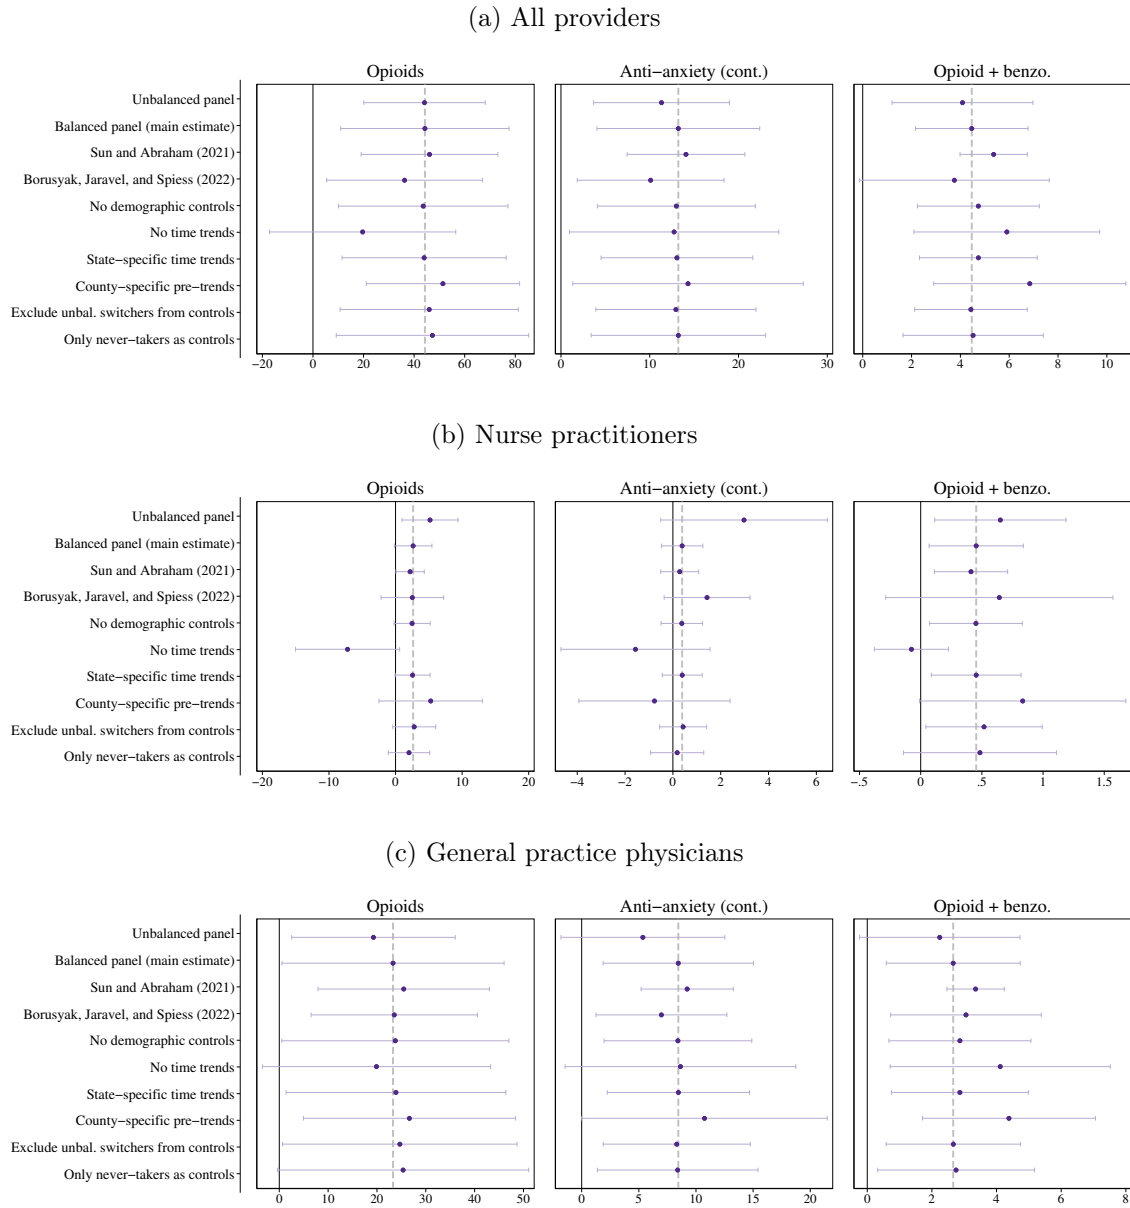 (a) All providers
Opioids
Anti−anxiety (cont.)
Opioid + benzo.
Unbalanced panel
Balanced panel (main estimate)
Sun and Abraham (2021)
Borusyak, Jaravel, and Spiess (2022)
No demographic controls
No time trends
State−specific time trends
County−specific pre−trends
Exclude unbal. switchers from controls
Only never−takers as controls
−20 0 20 40 60 80
0 10 20 30
0 2 4 6 8 10
(b) Nurse practitioners
Opioids
Anti−anxiety (cont.)
Opioid + benzo.
Unbalanced panel
Balanced panel (main estimate)
Sun and Abraham (2021)
Borusyak, Jaravel, and Spiess (2022)
No demographic controls
No time trends
State−specific time trends
County−specific pre−trends
Exclude unbal. switchers from controls
Only never−takers as controls
−20 −10 0 10 20
−4 −2 0 2 4 6
−.5 0 .5 1 1.5
(c) General practice physicians
Opioids
Anti−anxiety (cont.)
Opioid + benzo.
Unbalanced panel
Balanced panel (main estimate)
Sun and Abraham (2021)
Borusyak, Jaravel, and Spiess (2022)
No demographic controls
No time trends
State−specific time trends
County−specific pre−trends
Exclude unbal. switchers from controls
Only never−takers as controls
0 10 20 30 40 50
0 5 10 15 20
0 2 4 6 8